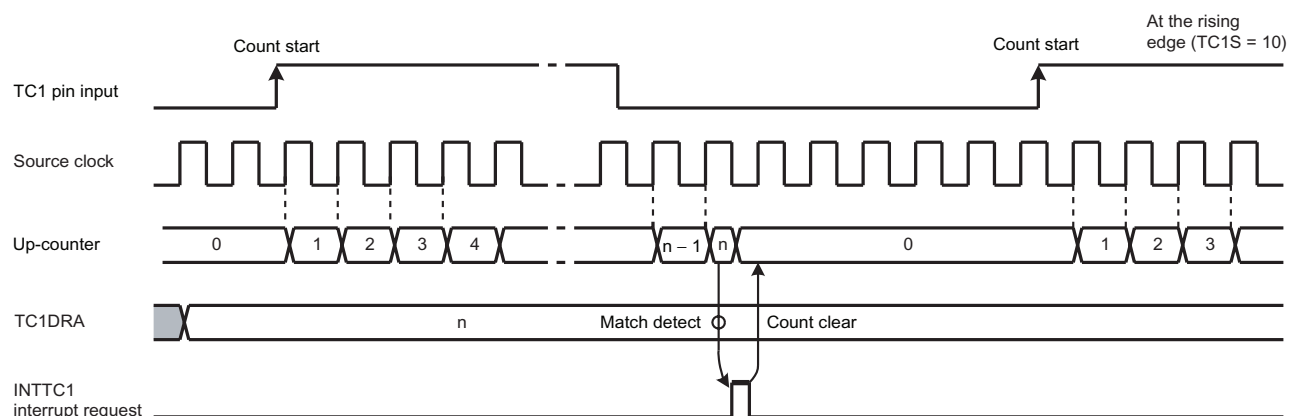 At the rising
edge (TC1S = 10)
Count start
Count start
TC1 pin input
Source clock
Up-counter
0 1 2 3 4 n – 1 n 0 1 2 3
TC1DRA
n
Match detect
Count clear
INTTC1
interrupt request